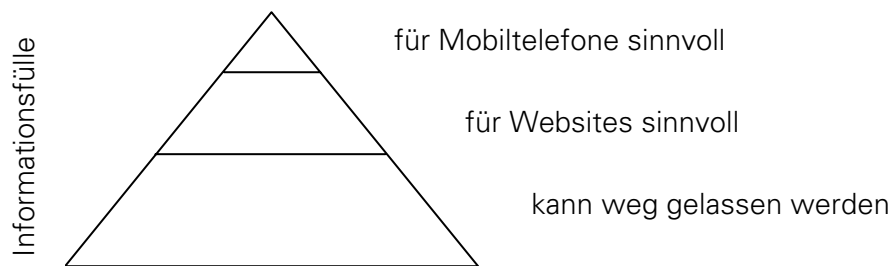 Informationsfülle
für Mobiltelefone sinnvoll
für Websites sinnvoll
kann weg gelassen werden